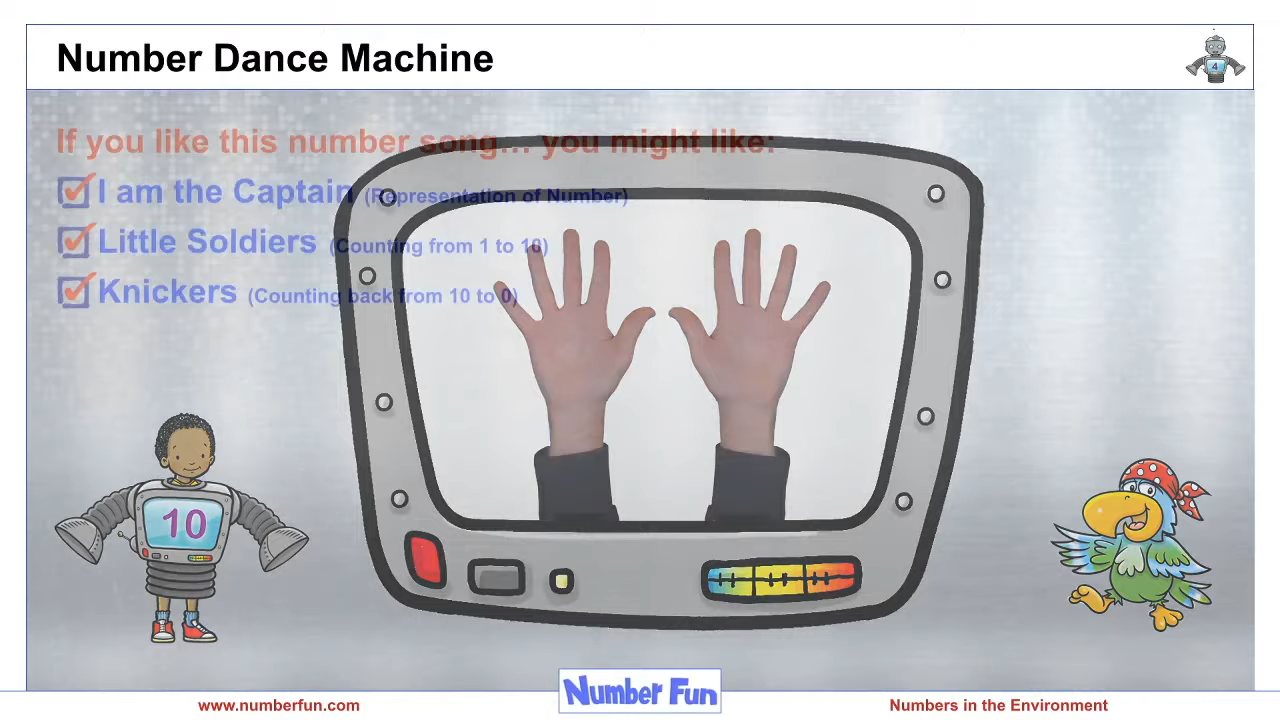 Number Dance Machine
4
If you like this number song... you might like:
I am the Captain (Representation of Number)
Little Soldiers (Counting from 1 to 10)
Knickers (Counting back from 10 to 0)
10
Number Fun
www.numberfun.com
Numbers in the Environment